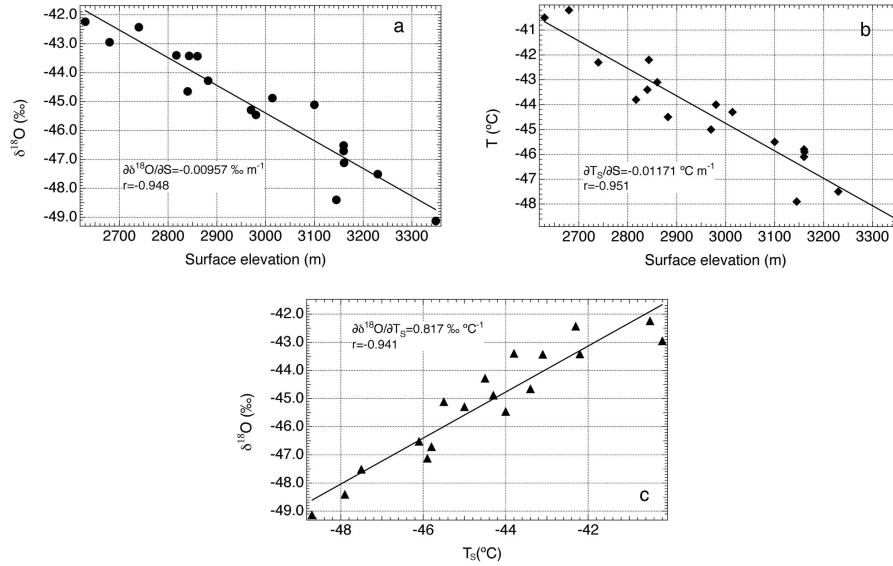 a
-42.0
-43.0
-44.0
-45.0
-46.0
-47.0
-48.0
-49.0
δ¹⁸O (‰)
∂δ¹⁸O/∂S=-0.00957 ‰ m⁻¹
r=-0.948
2700 2800 2900 3000 3100 3200 3300
Surface elevation (m)
b
-41
-42
-43
-44
-45
-46
-47
-48
T (ºC)
∂T_S/∂S=-0.01171 ºC m⁻¹
r=-0.951
2700 2800 2900 3000 3100 3200 3300
Surface elevation (m)
-42.0
-43.0
-44.0
-45.0
-46.0
-47.0
-48.0
-49.0
δ¹⁸O (‰)
∂δ¹⁸O/∂T_S=0.817 ‰ ºC⁻¹
r=-0.941
c
-48 -46 -44 -42
T_S(ºC)